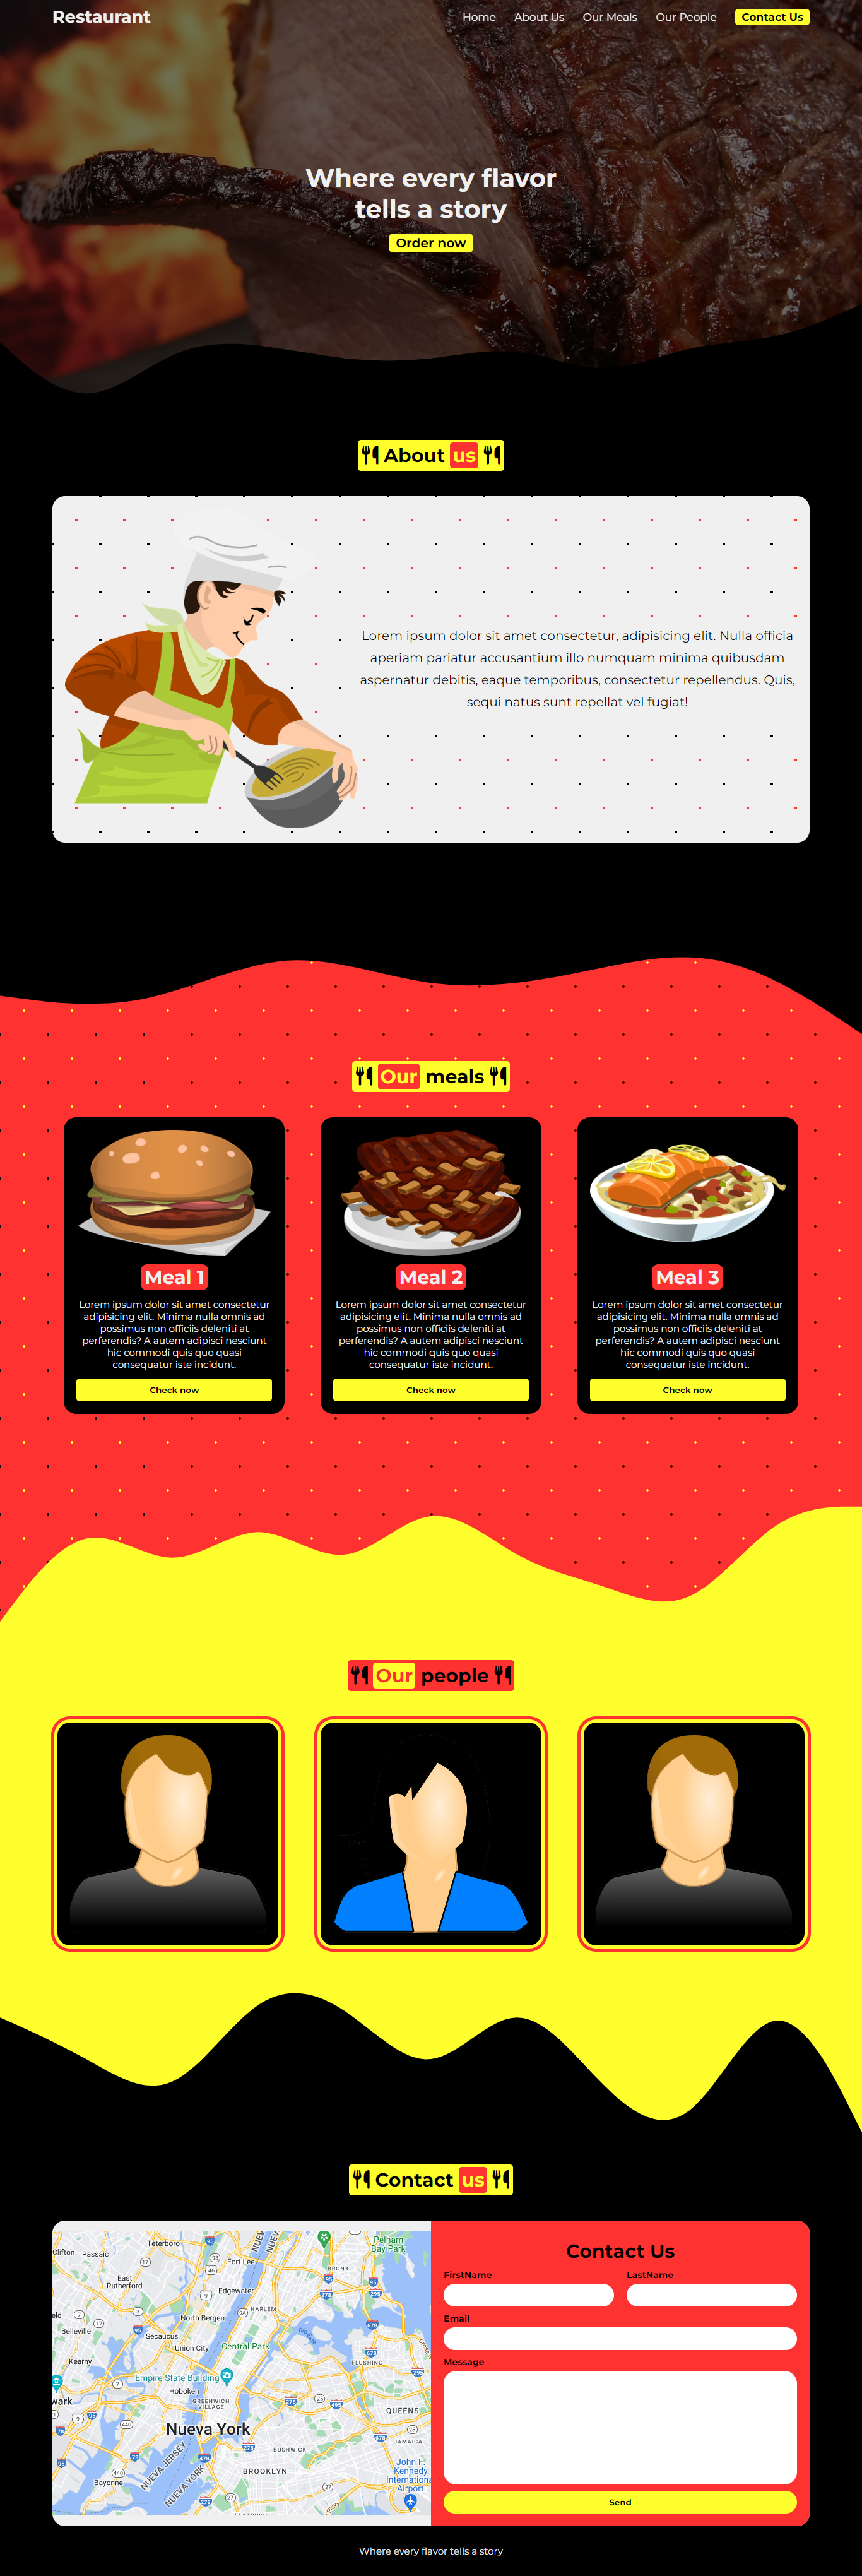 Restaurant
Home
About Us
Our Meals
Our People
Contact Us
Where every flavor
tells a story
Order now
About us
Lorem ipsum dolor sit amet consectetur, adipisicing elit. Nulla officia
aperiam pariatur accusantium illo numquam minima quibusdam
aspernatur debitis, eaque temporibus, consectetur repellendus. Quis,
sequi natus sunt repellat vel fugiat!
Our meals
Meal 1
Lorem ipsum dolor sit amet consectetur
adipisicing elit. Minima nulla omnis ad
possimus non officiis deleniti at
perferendis? A autem adipisci nesciunt
hic commodi quis quo quasi
consequatur iste incidunt.
Check now
Meal 2
Lorem ipsum dolor sit amet consectetur
adipisicing elit. Minima nulla omnis ad
possimus non officiis deleniti at
perferendis? A autem adipisci nesciunt
hic commodi quis quo quasi
consequatur iste incidunt.
Check now
Meal 3
Lorem ipsum dolor sit amet consectetur
adipisicing elit. Minima nulla omnis ad
possimus non officiis deleniti at
perferendis? A autem adipisci nesciunt
hic commodi quis quo quasi
consequatur iste incidunt.
Check now
Our people
Contact us
Clifton
Passaic
Teterboro
Fort Lee
NUEVA
NUEV
Pelham
Bay Park
BRONX
East
Rutherford
Edgewater
North Bergen
HARLEM
Belleville
Secaucus
Union City
Central Park
Kearny
Empire State Building
FLUSHING
Hoboken
GREENWICH
VILLAGE
wark
QUEENS
Nueva York
JAMAICA
BUSHWICK
NUEVA JERSEY
NUEVA YORK
BROOKLYN
John F.
Kennedy
Internationa
Airport
Bayonne
Contact Us
FirstName
LastName
Email
Message
Send
Where every flavor tells a story